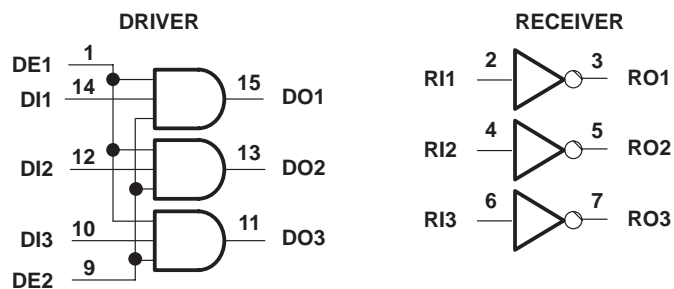 DRIVER
DE1 1
DI1 14
15 DO1
DI2 12
13 DO2
DI3 10
11 DO3
DE2 9
RECEIVER
RI1 2 3 RO1
RI2 4 5 RO2
RI3 6 7 RO3